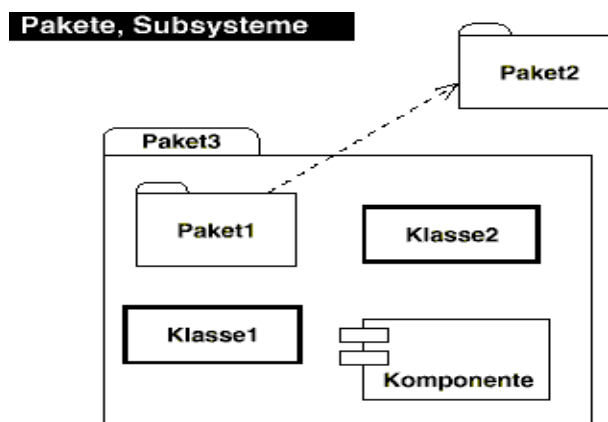 Pakete, Subsysteme
Paket2
Paket3
Paket1
Klasse2
Klasse1
Komponente